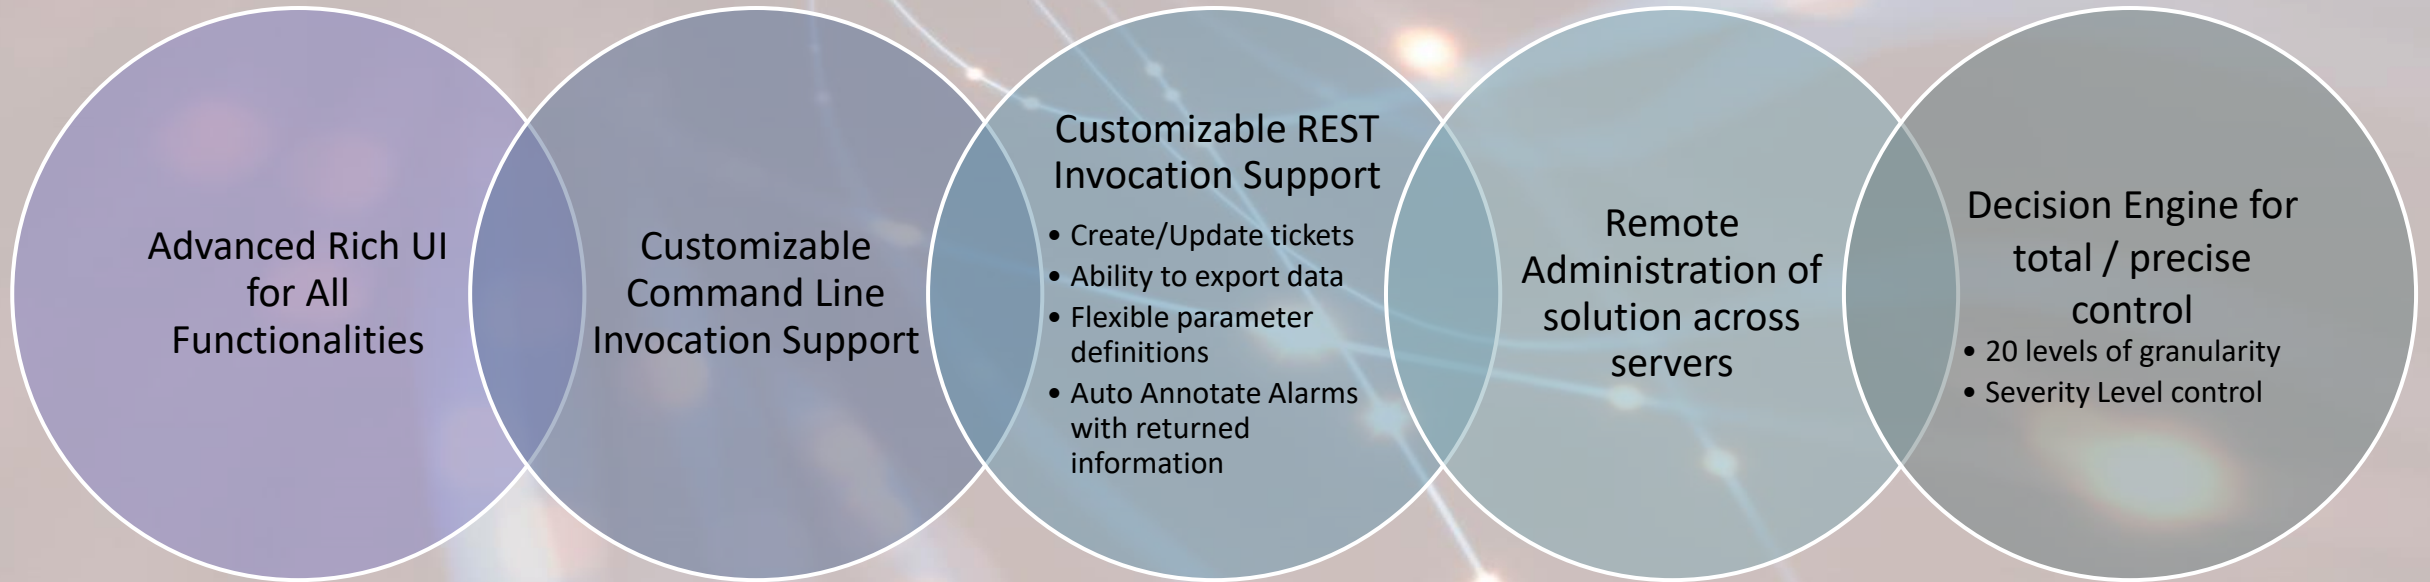 Advanced Rich UI
for All
Functionalities
Customizable
Command Line
Invocation Support
Customizable REST
Invocation Support
• Create/Update tickets
• Ability to export data
• Flexible parameter
definitions
• Auto Annotate Alarms
with returned
information
Remote
Administration of
solution across
servers
Decision Engine for
total / precise
control
• 20 levels of granularity
• Severity Level control